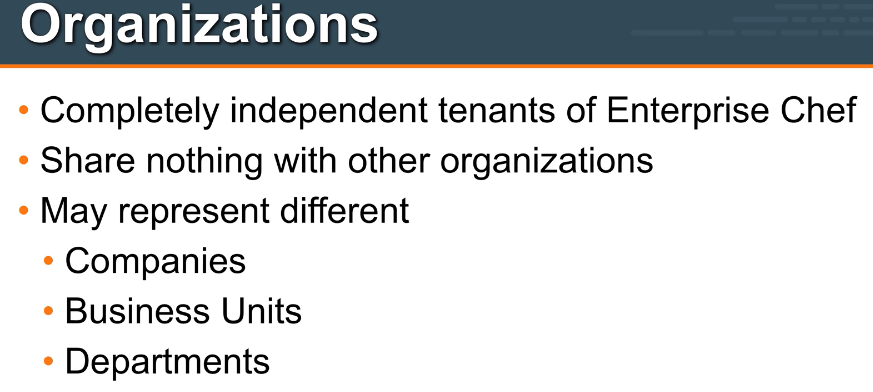 Organizations
• Completely independent tenants of Enterprise Chef
• Share nothing with other organizations
• May represent different
• Companies
• Business Units
• Departments